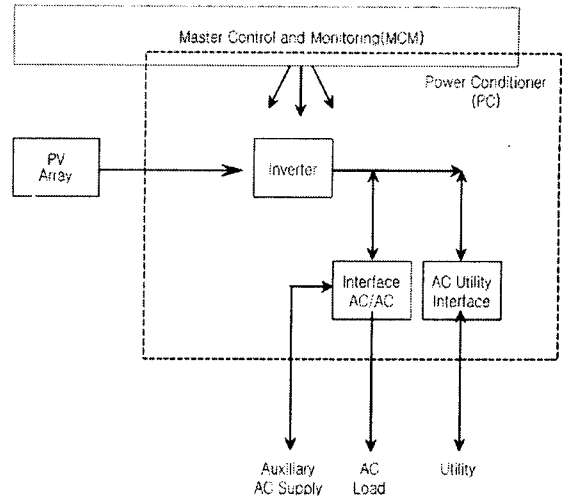 Master Control and Monitoring(MCM)
Power Conditioner
(PC)
PV
Array
Inverter
Interface
AC/AC
AC Utility
Interface
Auxiliary
AC Supply
AC
Load
Utility